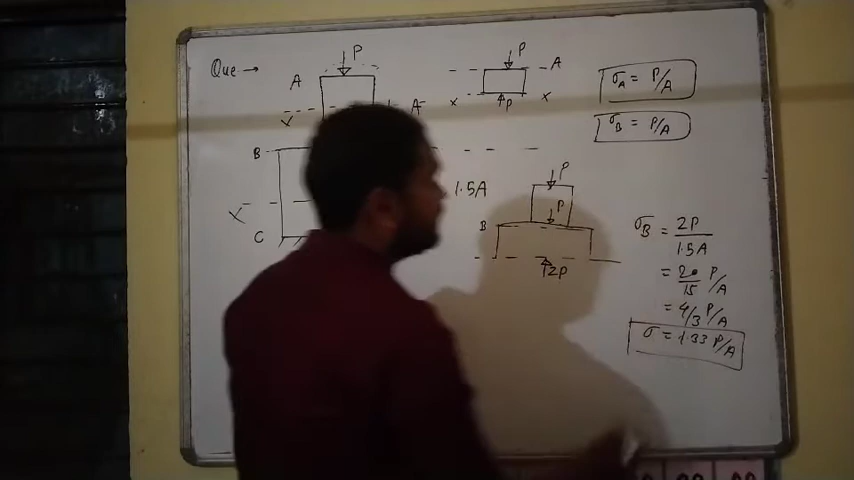 Que →
P
A
A
X
B
X
C
1.5A
P
A
X
P
X
P
P
B
2P
σA = P/A
σB = P/A
σB = 2P/1.5A
= 20/15 P/A
= 4/3 P/A
σ = 1.33 P/A